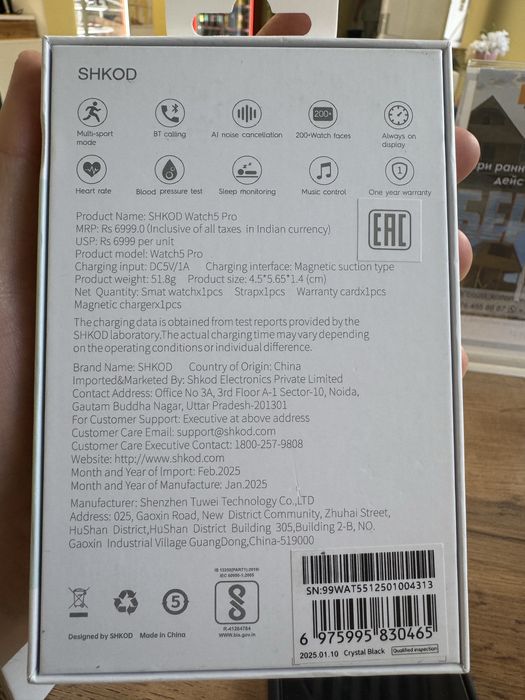 SHKOD
Multi-sport mode
BT calling
AI noise cancellation
200+
200+Watch faces
Always on display
Heart rate
Blood pressure test
Sleep monitoring
Music control
1
One year warranty
Product Name: SHKOD Watch5 Pro
MRP: Rs 6999.0 (Inclusive of all taxes in Indian currency)
USP: Rs 6999 per unit
Product model: Watch5 Pro
Charging input: DC5V/1A Charging interface: Magnetic suction type
Product weight: 51.8g Product size: 4.5*5.65*1.4 (cm)
Net Quantity: Smat watchx1pcs Strapx1pcs Warranty cardx1pcs
Magnetic chargerx1pcs
EAC
The charging data is obtained from test reports provided by the
SHKOD laboratory.The actual charging time may vary depending
on the operating conditions or individual difference.
Brand Name: SHKOD Country of Origin: China
Imported&Marketed By: Shkod Electronics Private Limited
Contact Address: Office No 3A, 3rd Floor A-1 Sector-10, Noida,
Gautam Buddha Nagar, Uttar Pradesh-201301
For Customer Support: Executive at above address
Customer Care Email: support@shkod.com
Customer Care Executive Contact: 1800-257-9808
Website: http://www.shkod.com
Month and Year of Import: Feb.2025
Month and Year of Manufacture: Jan.2025
Manufacturer: Shenzhen Tuwei Technology Co.,LTD
Address: 025, Gaoxin Road, New District Community, Zhuhai Street,
HuShan District,HuShan District Building 305,Building 2-B, NO.
Gaoxin Industrial Village GuangDong,China-519000
IS 13252(PART1):2010/
IEC 60950-1:2005
5
R-41284784
WWW.bis.gov.in
Designed by SHKOD Made in China
SN:99WAT5512501004313
6 975995 830465
2025.01.10 Crystal Black Qualified inspection